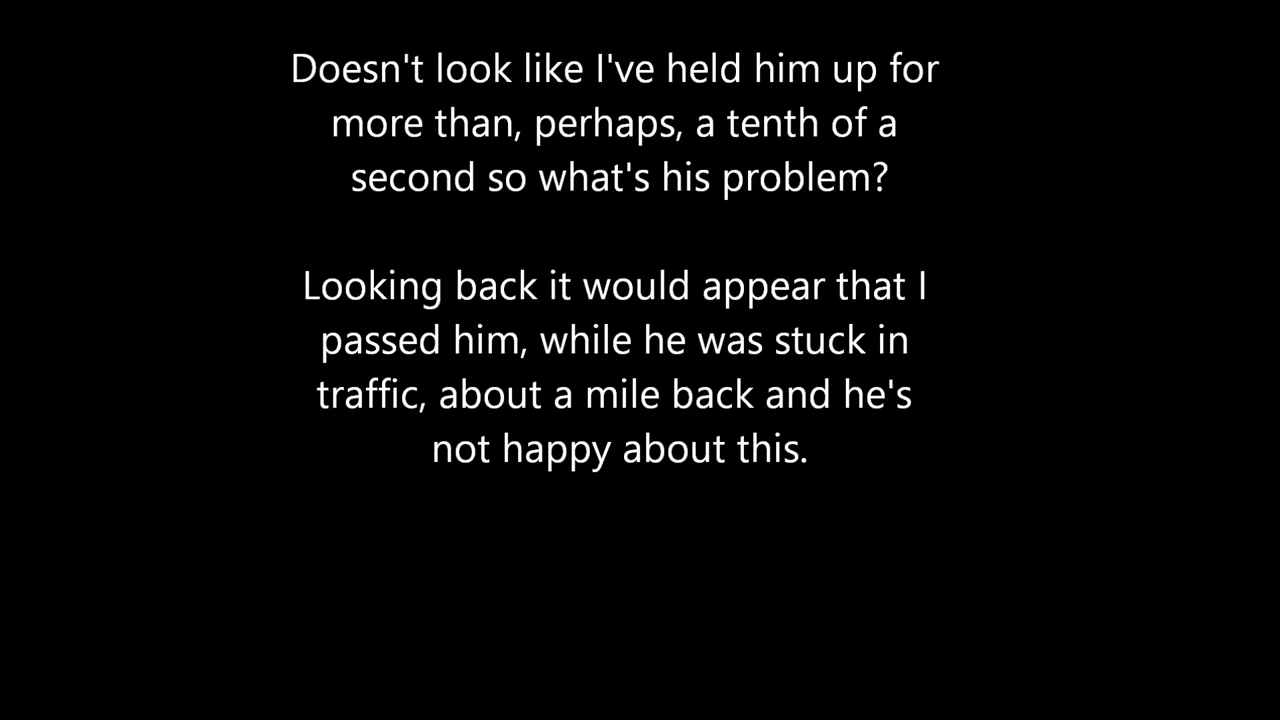 Doesn't look like I've held him up for
more than, perhaps, a tenth of a
second so what's his problem?
Looking back it would appear that I
passed him, while he was stuck in
traffic, about a mile back and he's
not happy about this.